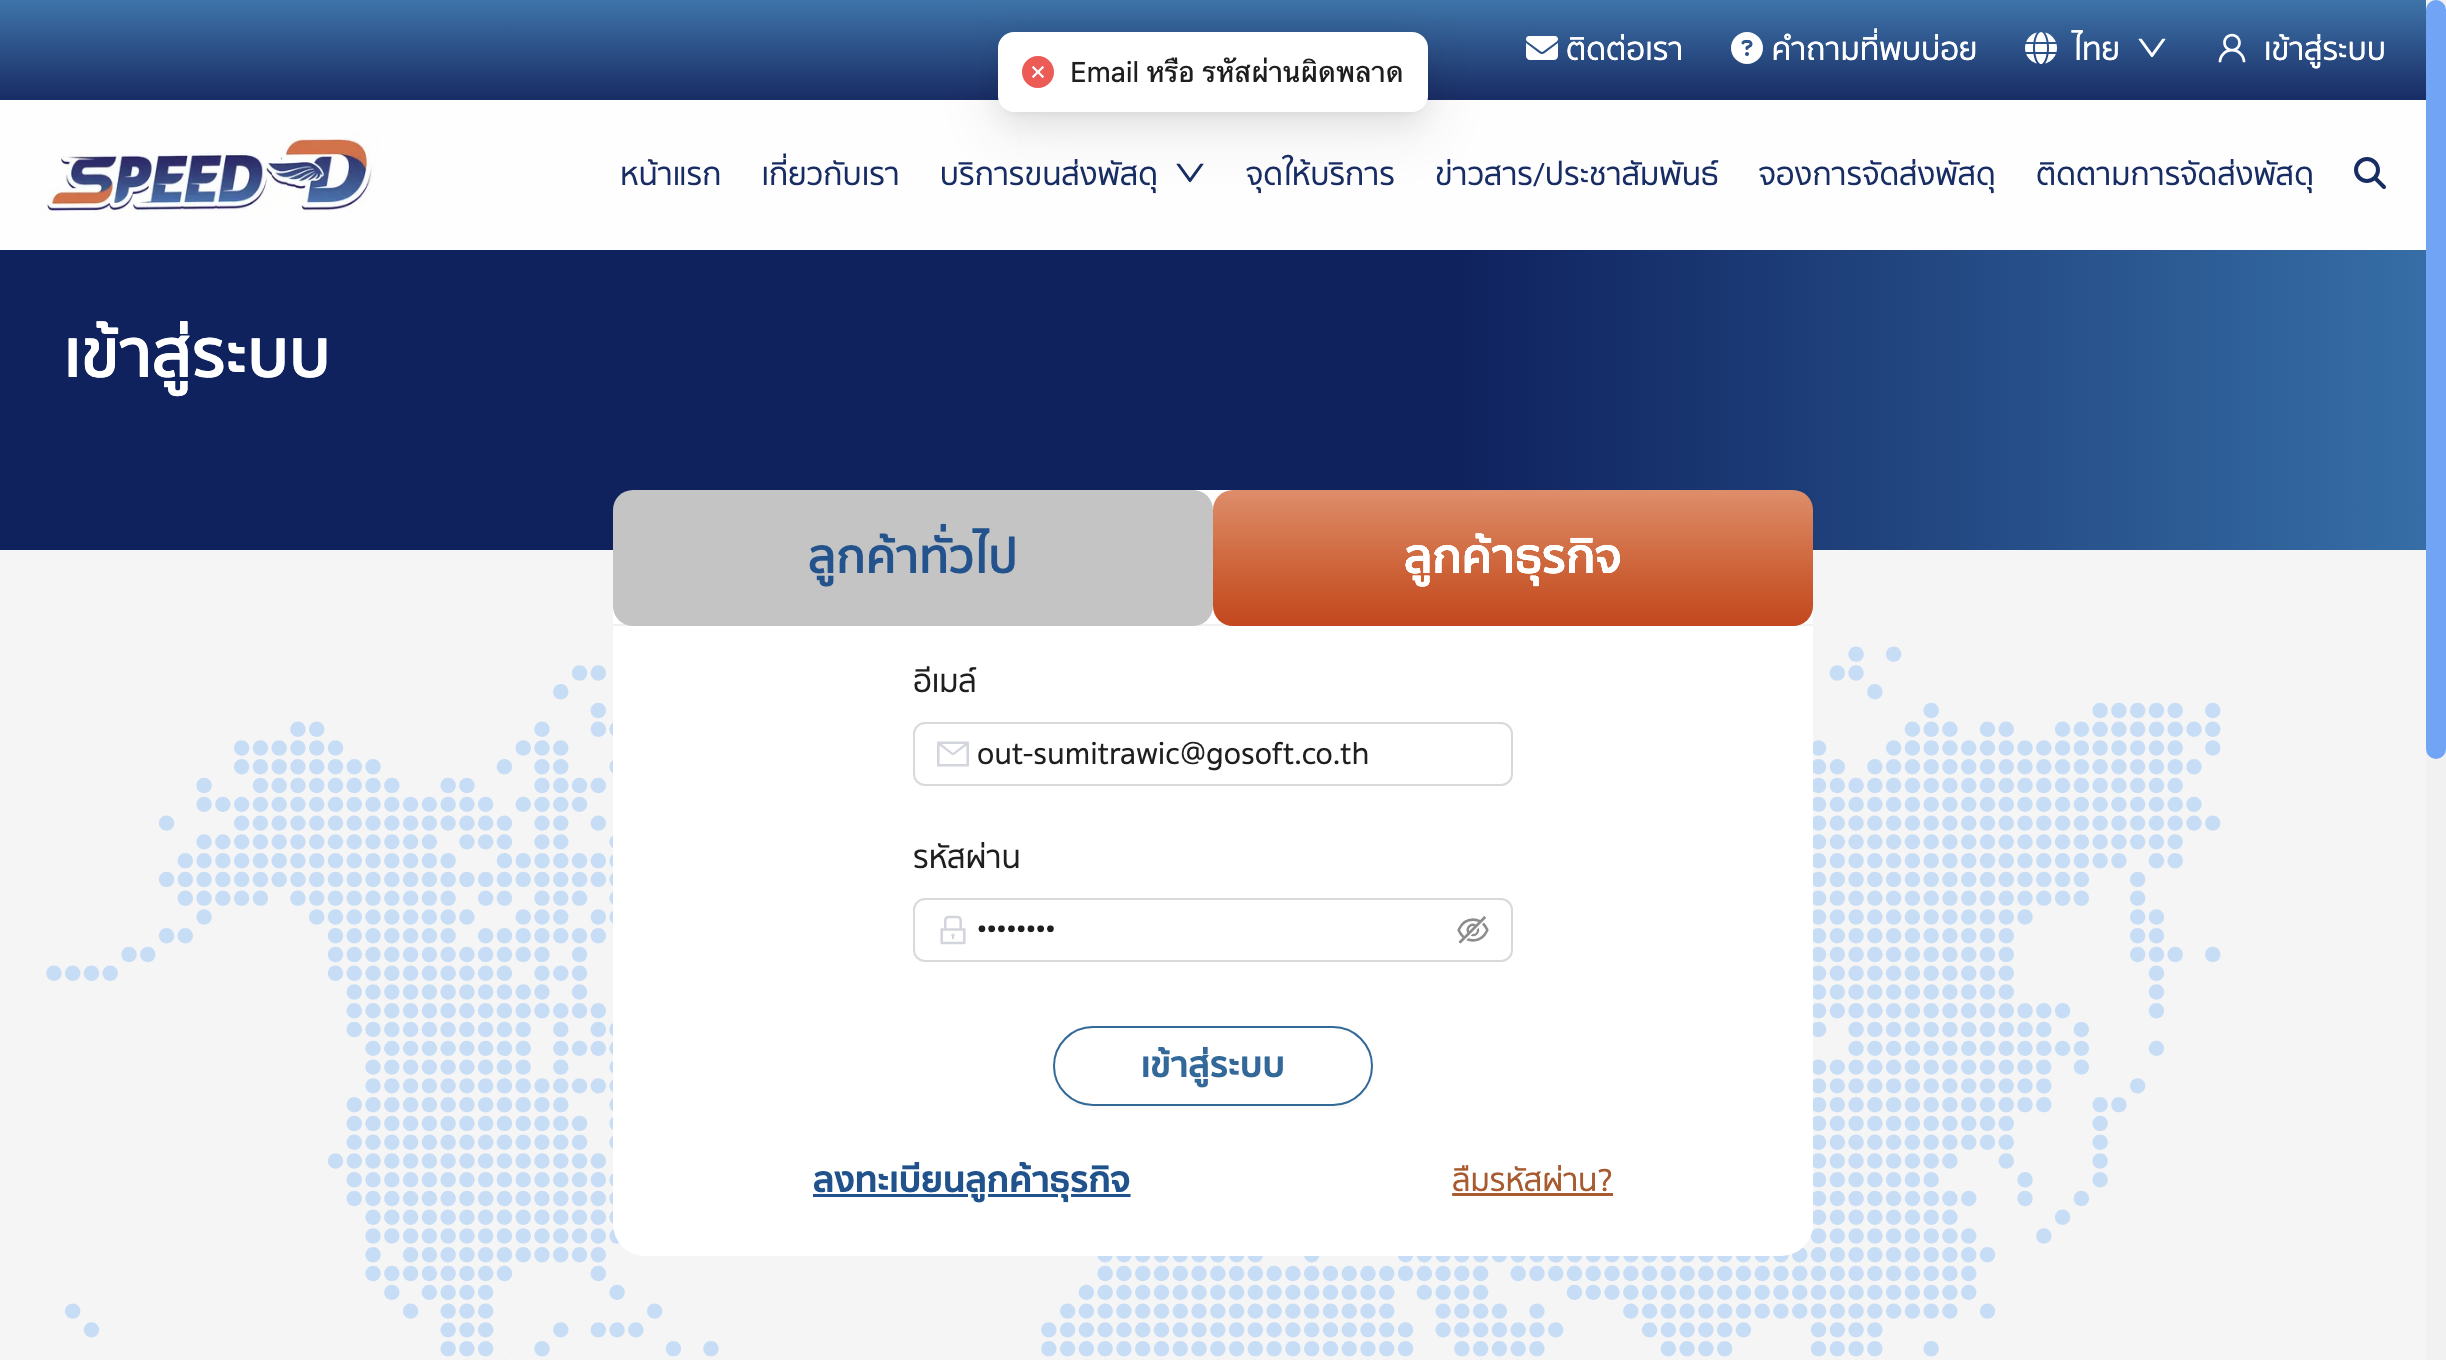 ติดต่อเรา คำถามที่พบบ่อย ไทย เข้าสู่ระบบ
Email หรือ รหัสผ่านผิดพลาด
SPEED-D
หน้าแรก เกี่ยวกับเรา บริการขนส่งพัสดุ จุดให้บริการ ข่าวสาร/ประชาสัมพันธ์ จองการจัดส่งพัสดุ ติดตามการจัดส่งพัสดุ
เข้าสู่ระบบ
ลูกค้าทั่วไป ลูกค้าธุรกิจ
อีเมล์
out-sumitrawic@gosoft.co.th
รหัสผ่าน
••••••••
เข้าสู่ระบบ
ลงทะเบียนลูกค้าธุรกิจ ลืมรหัสผ่าน?